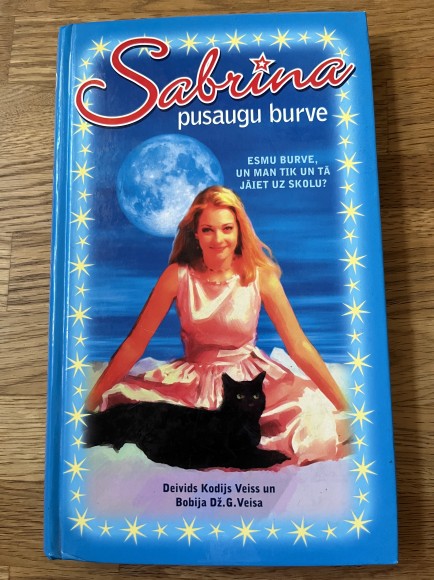 Sabrina
pusaugu burve
ESMU BURVE,
UN MAN TIK UN TĀ
JĀIET UZ SKOLU?
Deivids Kodijs Veiss un
Bobija Dž.G.Veisa